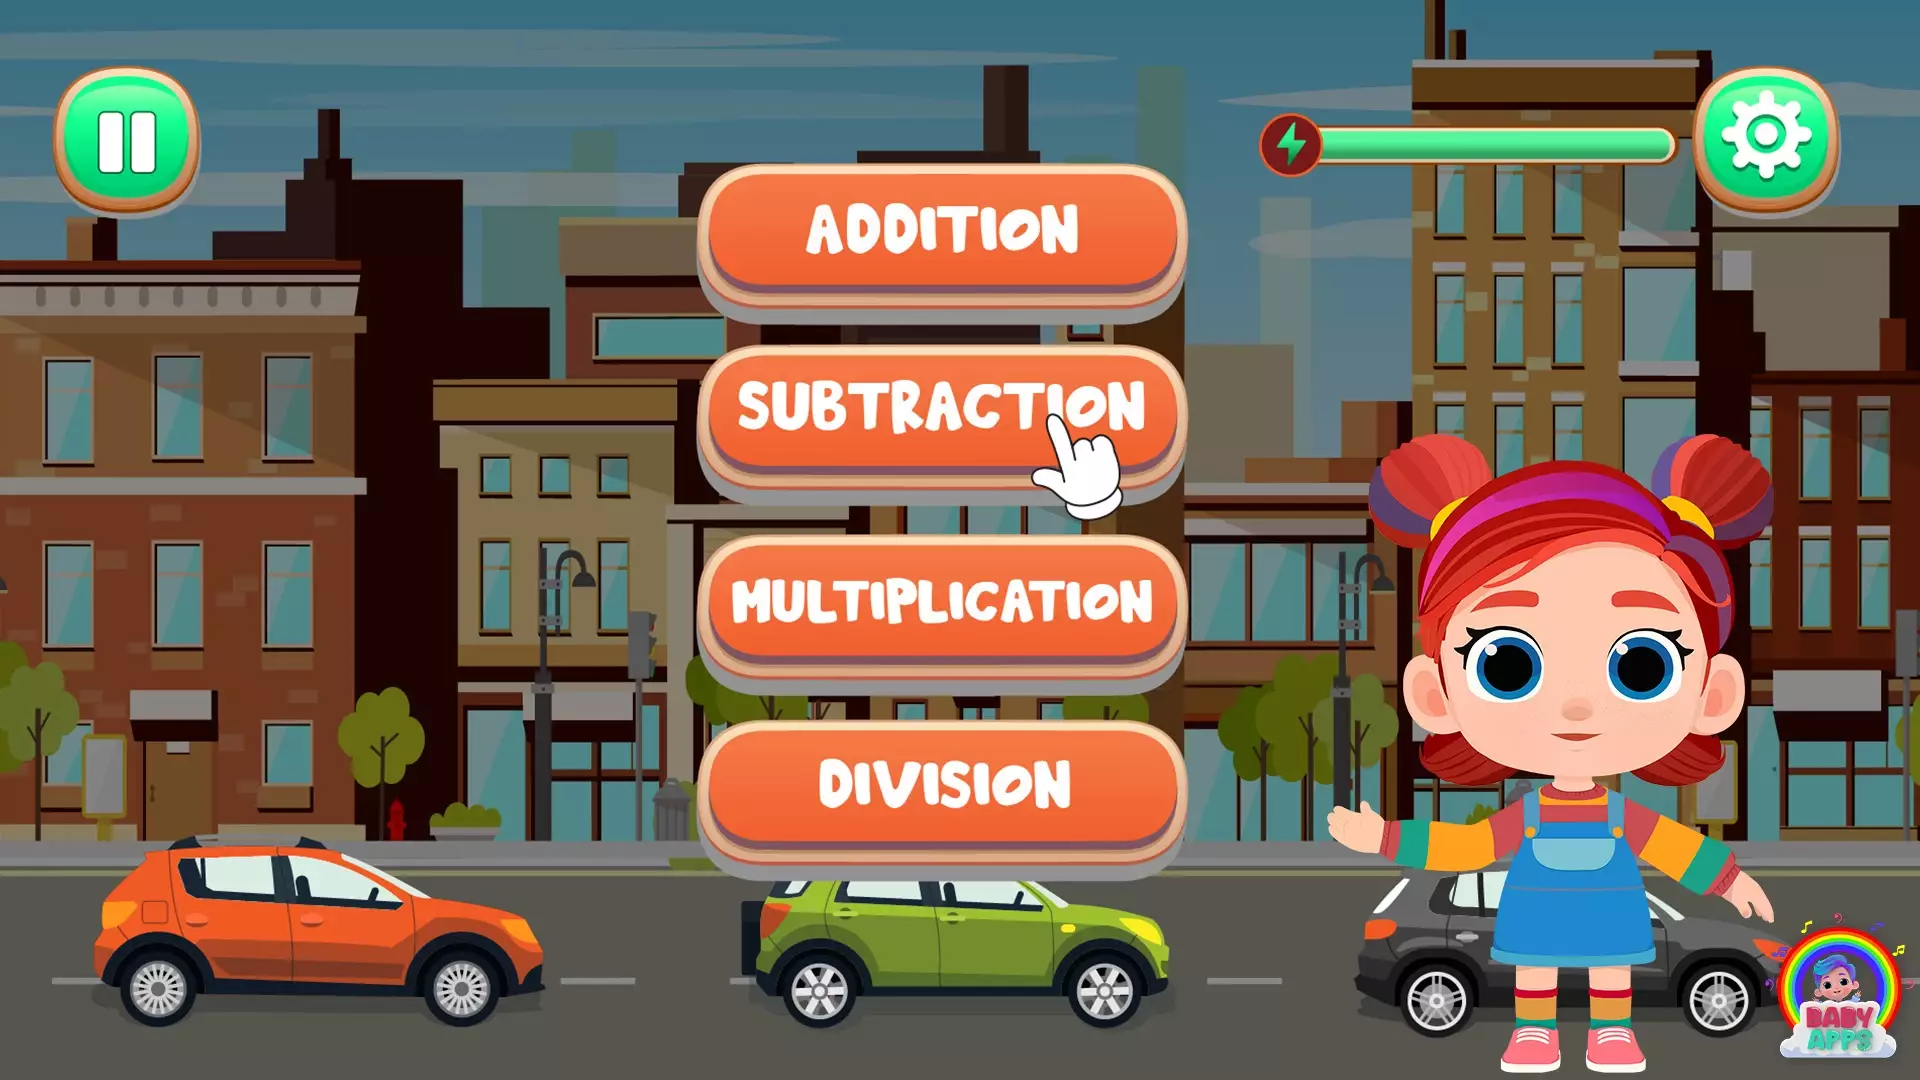 ADDITION
SUBTRACTION
MULTIPLICATION
DIVISION
BABY
APPS